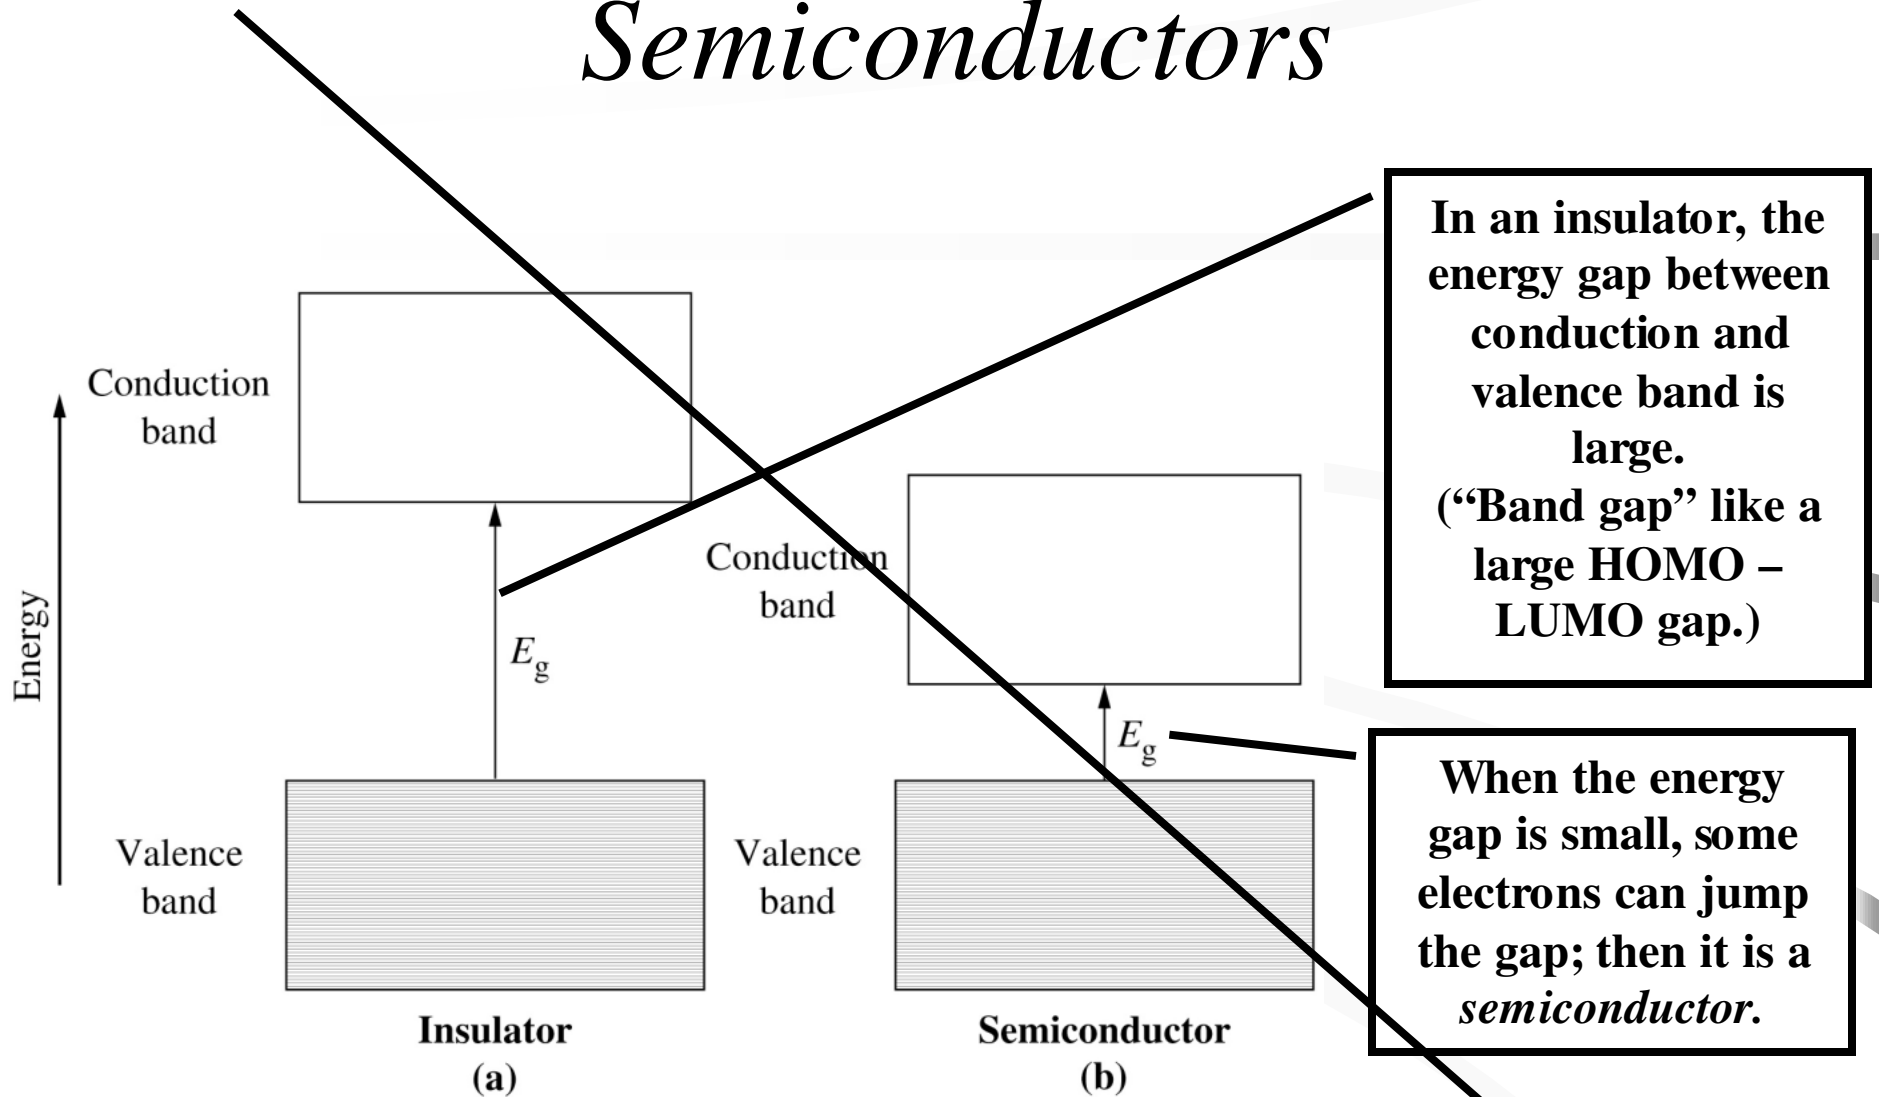 Semiconductors
In an insulator, the
energy gap between
conduction and
valence band is
large.
(“Band gap” like a
large HOMO –
LUMO gap.)
Conduction
band
Conduction
band
Energy
E_g
E_g
When the energy
gap is small, some
electrons can jump
the gap; then it is a
semiconductor.
Valence
band
Valence
band
Insulator
(a)
Semiconductor
(b)